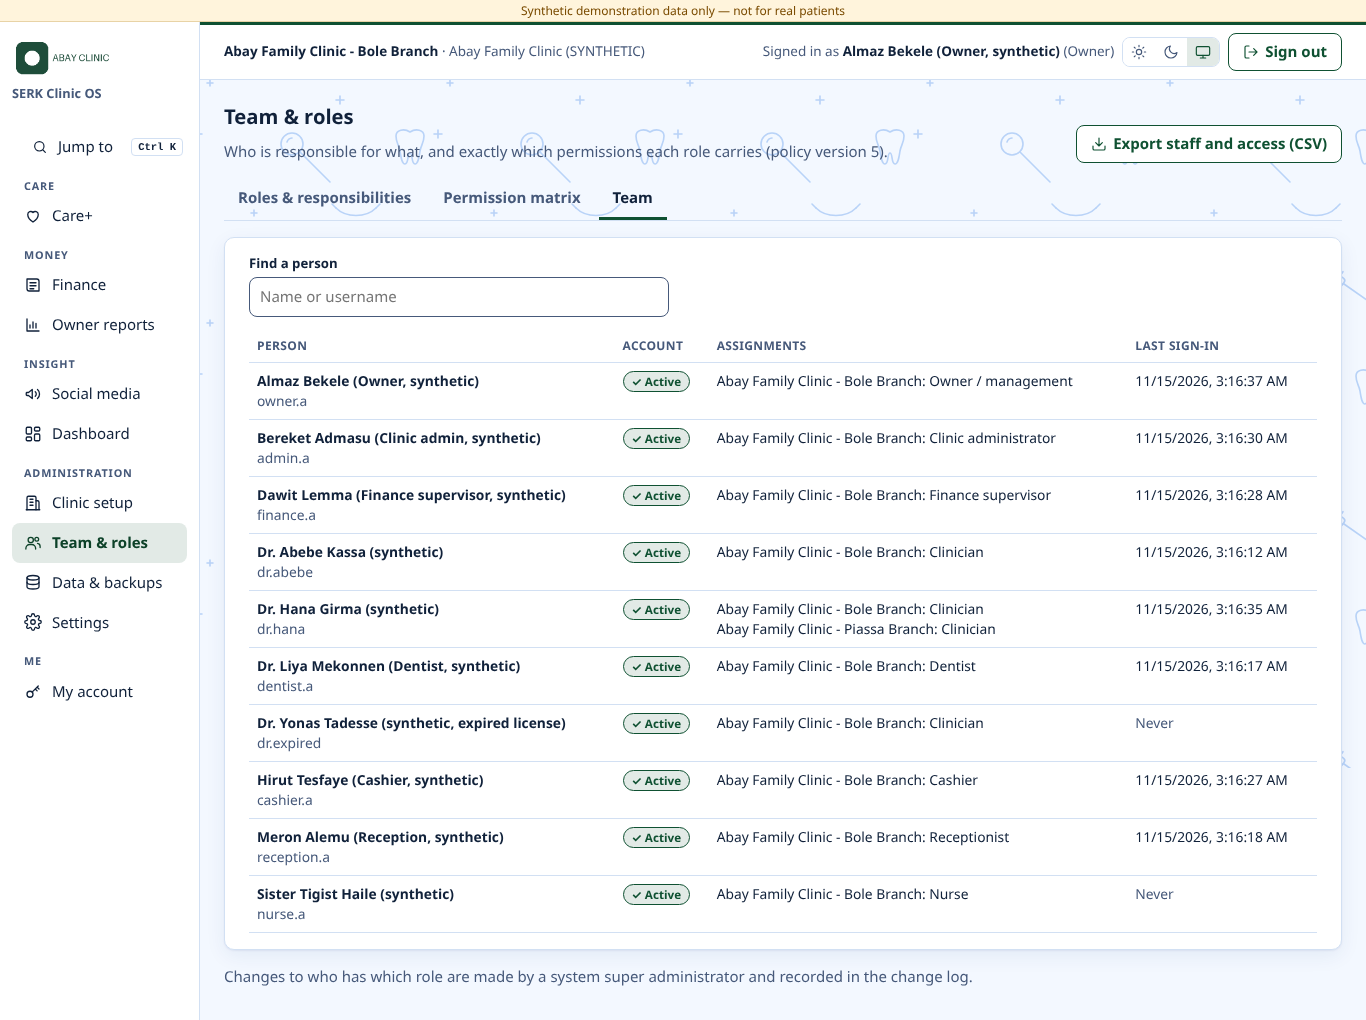 Synthetic demonstration data only — not for real patients
ABAY CLINIC
SERK Clinic OS
Jump to Ctrl K
CARE
Care+
MONEY
Finance
Owner reports
INSIGHT
Social media
Dashboard
ADMINISTRATION
Clinic setup
Team & roles
Data & backups
Settings
ME
My account
Abay Family Clinic - Bole Branch · Abay Family Clinic (SYNTHETIC)
Signed in as Almaz Bekele (Owner, synthetic) (Owner)
Sign out
Team & roles
Who is responsible for what, and exactly which permissions each role carries (policy version 5).
Export staff and access (CSV)
Roles & responsibilities Permission matrix Team
Find a person
Name or username
PERSON ACCOUNT ASSIGNMENTS LAST SIGN-IN
Almaz Bekele (Owner, synthetic) Active Abay Family Clinic - Bole Branch: Owner / management 11/15/2026, 3:16:37 AM
owner.a
Bereket Admasu (Clinic admin, synthetic) Active Abay Family Clinic - Bole Branch: Clinic administrator 11/15/2026, 3:16:30 AM
admin.a
Dawit Lemma (Finance supervisor, synthetic) Active Abay Family Clinic - Bole Branch: Finance supervisor 11/15/2026, 3:16:28 AM
finance.a
Dr. Abebe Kassa (synthetic) Active Abay Family Clinic - Bole Branch: Clinician 11/15/2026, 3:16:12 AM
dr.abebe
Dr. Hana Girma (synthetic) Active Abay Family Clinic - Bole Branch: Clinician 11/15/2026, 3:16:35 AM
dr.hana Abay Family Clinic - Piassa Branch: Clinician
Dr. Liya Mekonnen (Dentist, synthetic) Active Abay Family Clinic - Bole Branch: Dentist 11/15/2026, 3:16:17 AM
dentist.a
Dr. Yonas Tadesse (synthetic, expired license) Active Abay Family Clinic - Bole Branch: Clinician Never
dr.expired
Hirut Tesfaye (Cashier, synthetic) Active Abay Family Clinic - Bole Branch: Cashier 11/15/2026, 3:16:27 AM
cashier.a
Meron Alemu (Reception, synthetic) Active Abay Family Clinic - Bole Branch: Receptionist 11/15/2026, 3:16:18 AM
reception.a
Sister Tigist Haile (synthetic) Active Abay Family Clinic - Bole Branch: Nurse Never
nurse.a
Changes to who has which role are made by a system super administrator and recorded in the change log.